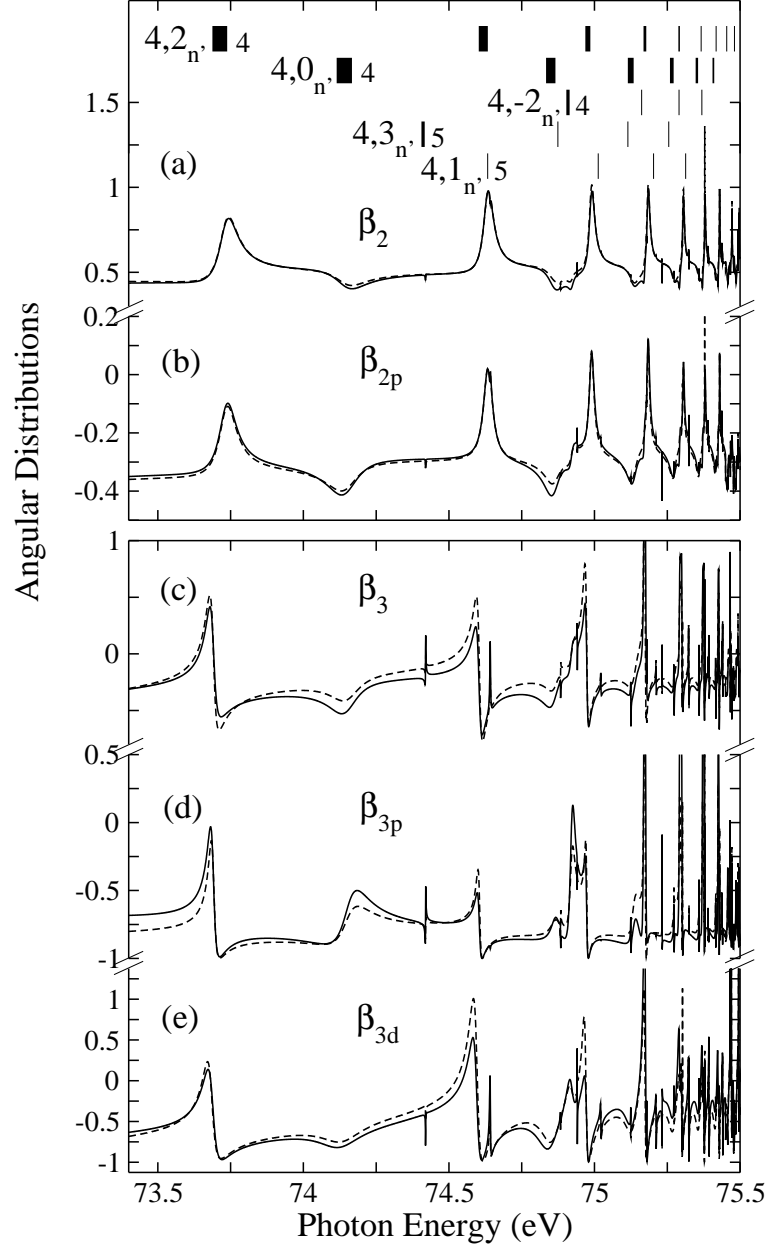 4,2n, 4
4,0n, 4
1.5
4,-2n, 4
4,3n, 5
(a)
4,1n, 5
1
β2
0.5
0.2
(b)
β2p
0
-0.2
-0.4
Angular Distributions
1
(c)
β3
0
0.5
(d)
β3p
0
-0.5
-1
1
(e)
β3d
0.5
0
-0.5
-1
73.5 74 74.5 75 75.5
Photon Energy (eV)